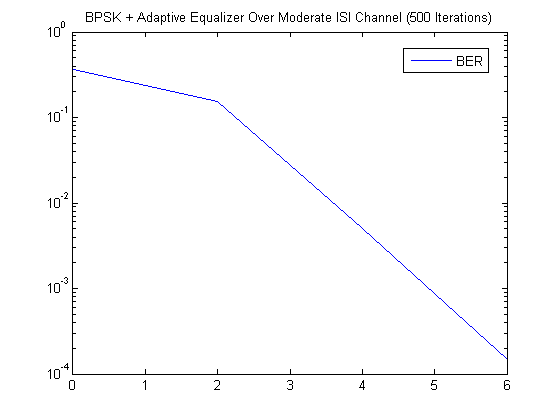 BPSK + Adaptive Equalizer Over Moderate ISI Channel (500 Iterations)
BER
10^0
10^-1
10^-2
10^-3
10^-4
0 1 2 3 4 5 6